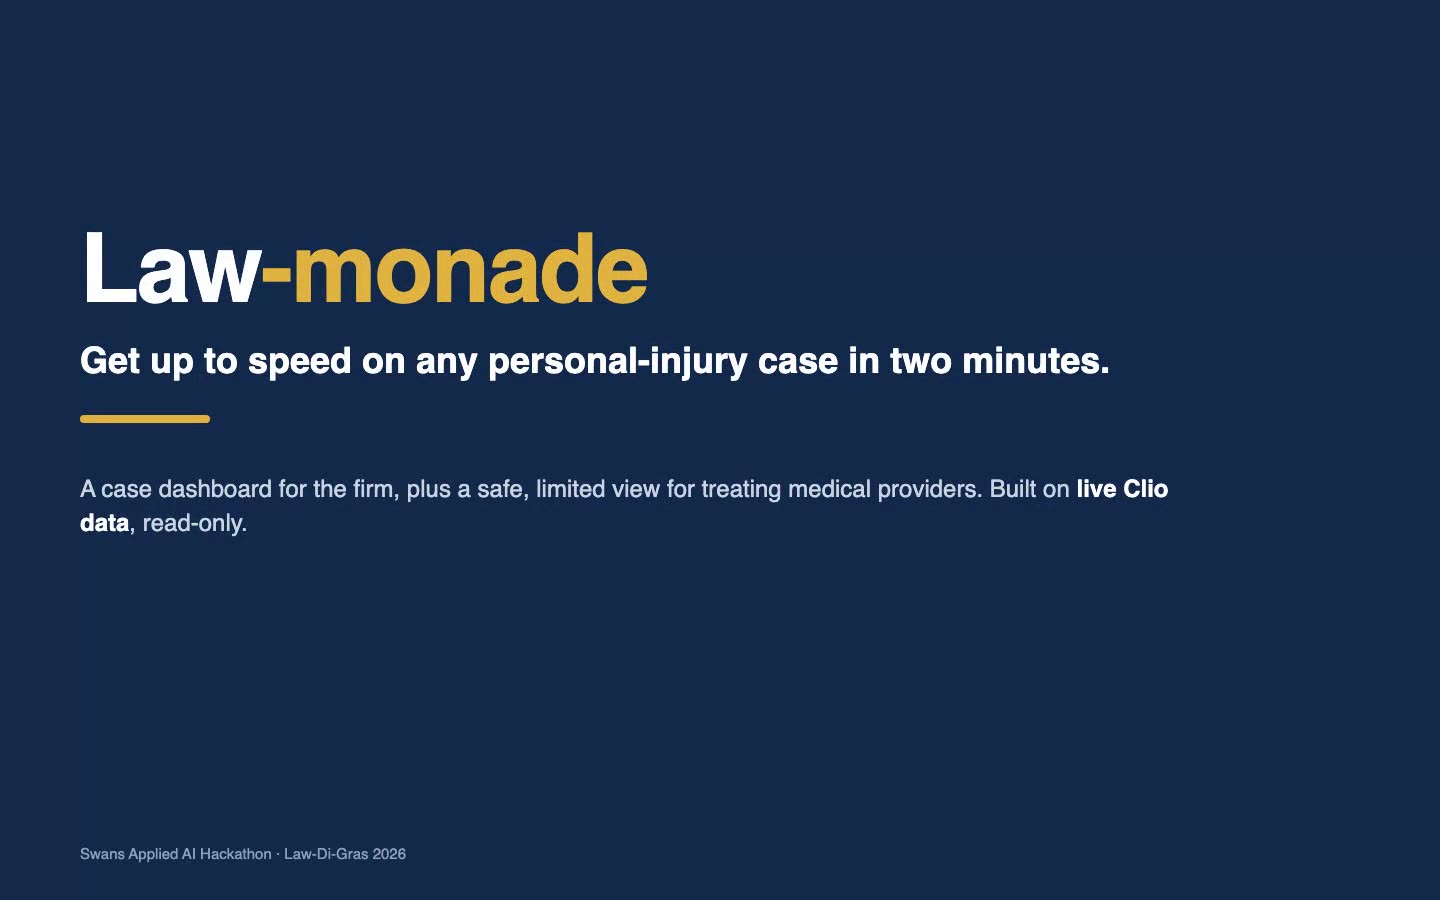 Law-monade
Get up to speed on any personal-injury case in two minutes.
A case dashboard for the firm, plus a safe, limited view for treating medical providers. Built on live Clio
data, read-only.
Swans Applied AI Hackathon · Law-Di-Gras 2026